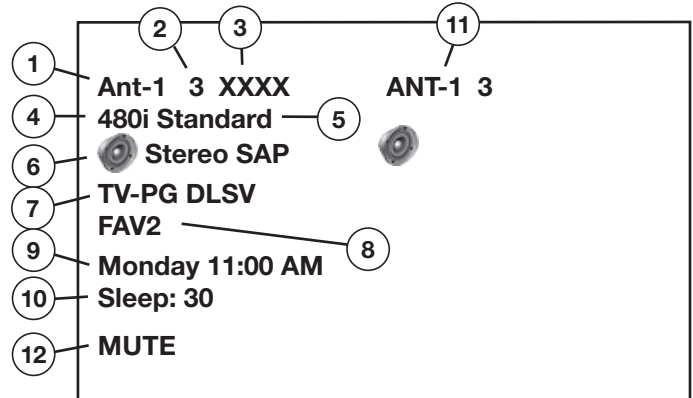 2 3 11
1 Ant-1 3 XXXX ANT-1 3
4 480i Standard 5
6 Stereo SAP
7 TV-PG DLSV
FAV2 8
9 Monday 11:00 AM
10 Sleep: 30
12 MUTE